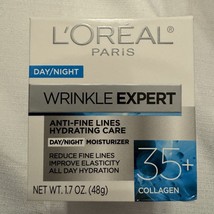 L'ORÉAL
PARIS
DAY/NIGHT
WRINKLE EXPERT
ANTI-FINE LINES
HYDRATING CARE
DAY/NIGHT MOISTURIZER
REDUCE FINE LINES
IMPROVE ELASTICITY
ALL DAY HYDRATION
35+
COLLAGEN
NET WT. 1.7 OZ. (48g)